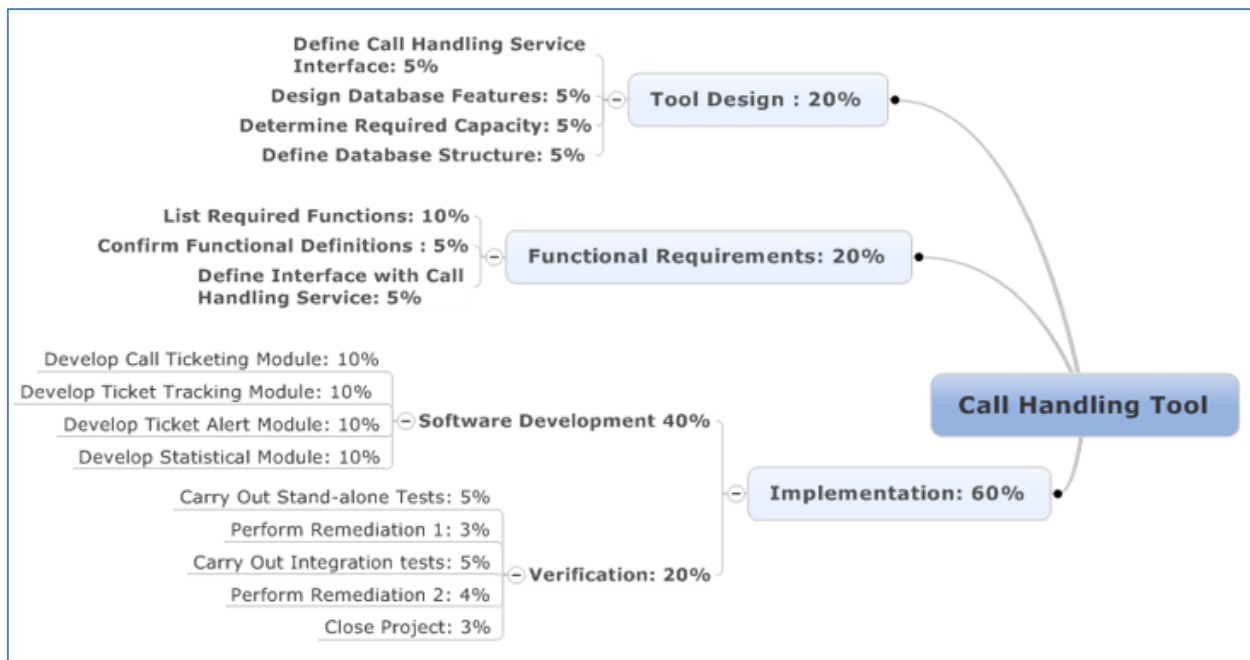 Define Call Handling Service
Interface: 5%
Design Database Features: 5%
Determine Required Capacity: 5%
Define Database Structure: 5%
Tool Design : 20%
List Required Functions: 10%
Confirm Functional Definitions : 5%
Define Interface with Call
Handling Service: 5%
Functional Requirements: 20%
Develop Call Ticketing Module: 10%
Develop Ticket Tracking Module: 10%
Develop Ticket Alert Module: 10%
Develop Statistical Module: 10%
Software Development 40%
Carry Out Stand-alone Tests: 5%
Perform Remediation 1: 3%
Carry Out Integration tests: 5%
Perform Remediation 2: 4%
Close Project: 3%
Verification: 20%
Implementation: 60%
Call Handling Tool